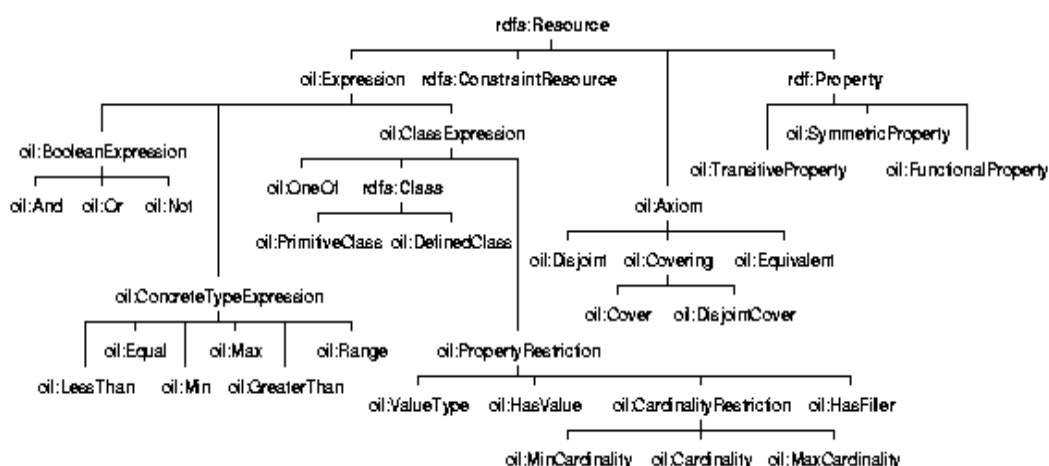 rdfs:Resource
oil:Expression rdfs:ConstraintResource rdf:Property
oil:ClassExpression oil:SymmetricProperty
oil:BooleanExpression
oil:TransitiveProperty oil:FunctionalProperty
oil:OneOf rdfs:Class
oil:And oil:Or oil:Not oil:Axiom
oil:PrimitiveClass oil:DefinedClass
oil:Disjoint oil:Covering oil:Equivalent
oil:ConcreteTypeExpression
oil:Cover oil:DisjointCover
oil:Equal oil:Max oil:Range oil:PropertyRestriction
oil:LessThan oil:Min oil:GreaterThan
oil:ValueType oil:HasValue oil:CardinalityRestriction oil:HasFiller
oil:MinCardinality oil:Cardinality oil:MaxCardinality